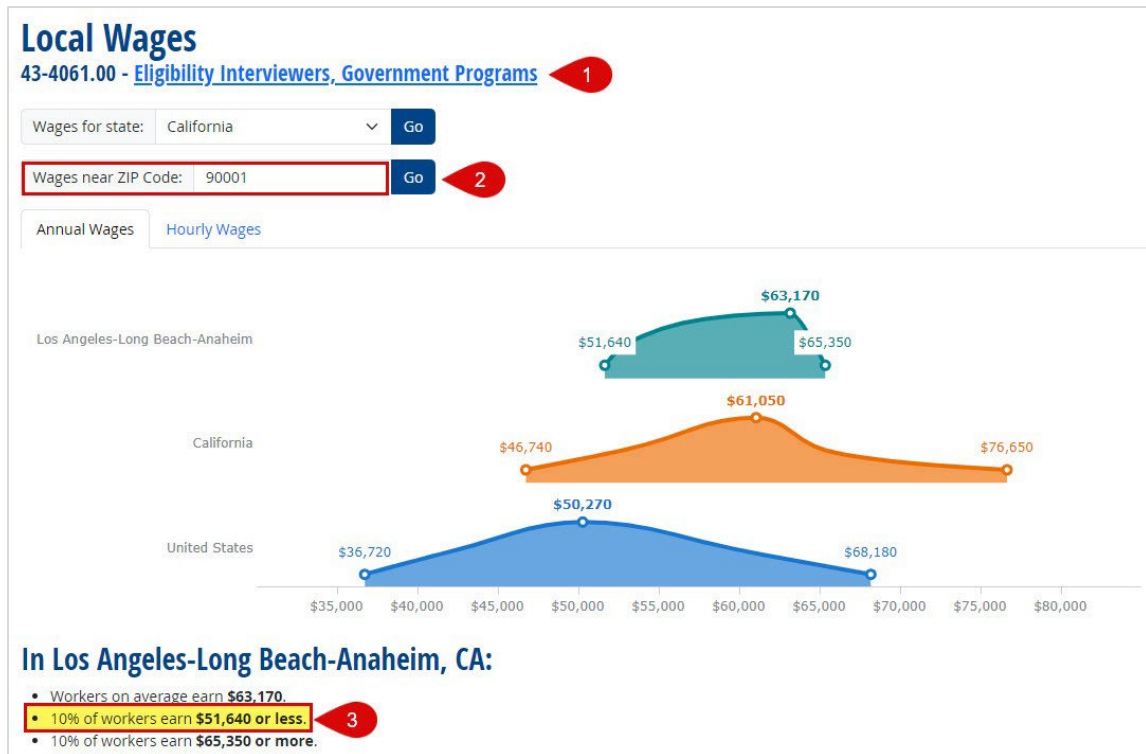 Local Wages
43-4061.00 - Eligibility Interviewers, Government Programs
1
Wages for state: California Go
Wages near ZIP Code: 90001 Go
2
Annual Wages Hourly Wages
$63,170
Los Angeles-Long Beach-Anaheim $51,640 $65,350
$61,050
California $46,740 $76,650
$50,270
United States $36,720 $68,180
$35,000 $40,000 $45,000 $50,000 $55,000 $60,000 $65,000 $70,000 $75,000 $80,000
In Los Angeles-Long Beach-Anaheim, CA:
• Workers on average earn $63,170.
• 10% of workers earn $51,640 or less.
3
• 10% of workers earn $65,350 or more.